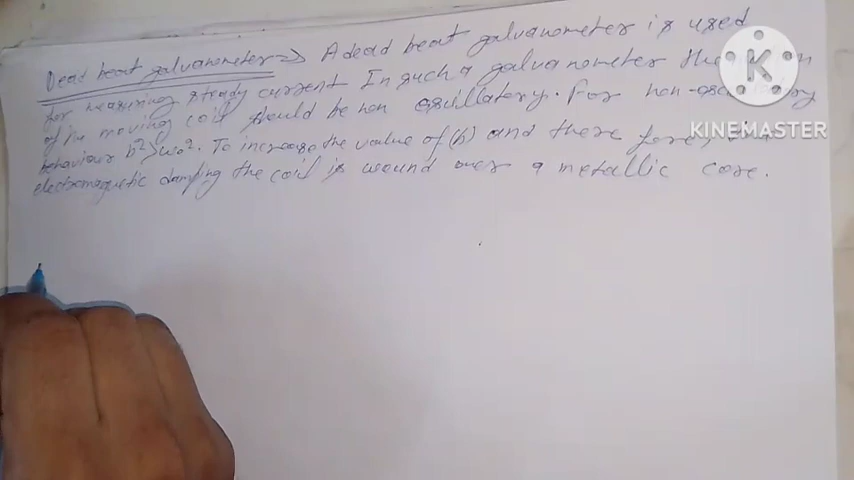 Dead beat galvanometer => A dead beat galvanometer is used
for measuring steady current In such a galvanometer the
of the moving coil should be non oscillatory. For non-oscillatory
behaviour b²>ω₀². To increase the value of (b) and there fore,
electromagnetic damping the coil is wound over a metallic core.
K
KINEMASTER